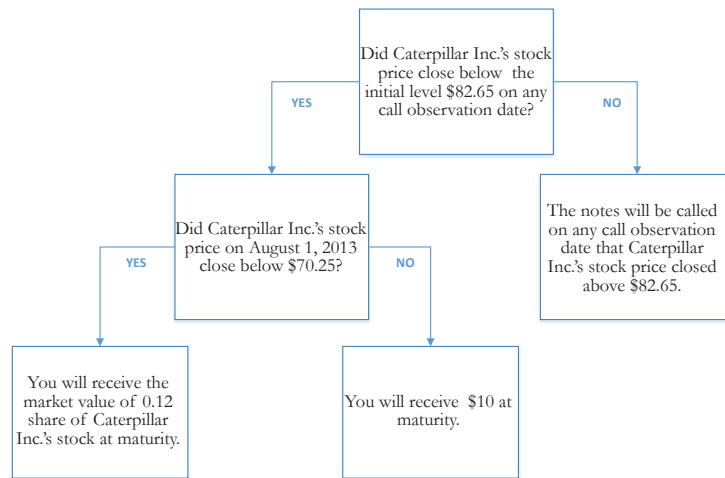 Did Caterpillar Inc.'s stock
price close below the
initial level $82.65 on any
call observation date?
YES
NO
Did Caterpillar Inc.'s stock
price on August 1, 2013
close below $70.25?
The notes will be called
on any call observation
date that Caterpillar
Inc.'s stock price closed
above $82.65.
YES
NO
You will receive the
market value of 0.12
share of Caterpillar
Inc.'s stock at maturity.
You will receive $10 at
maturity.